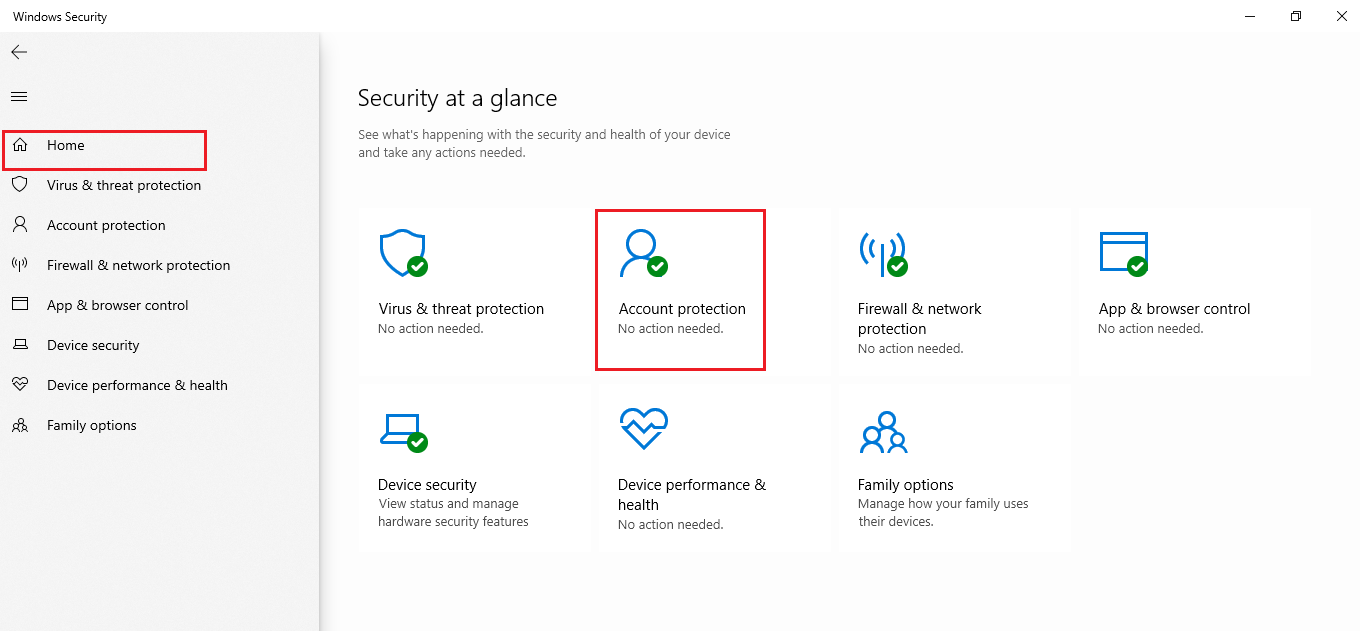 Windows Security
Home
Virus & threat protection
Account protection
Firewall & network protection
App & browser control
Device security
Device performance & health
Family options
Security at a glance
See what's happening with the security and health of your device
and take any actions needed.
Virus & threat protection
No action needed.
Account protection
No action needed.
Firewall & network
protection
No action needed.
App & browser control
No action needed.
Device security
View status and manage
hardware security features
Device performance &
health
No action needed.
Family options
Manage how your family uses
their devices.